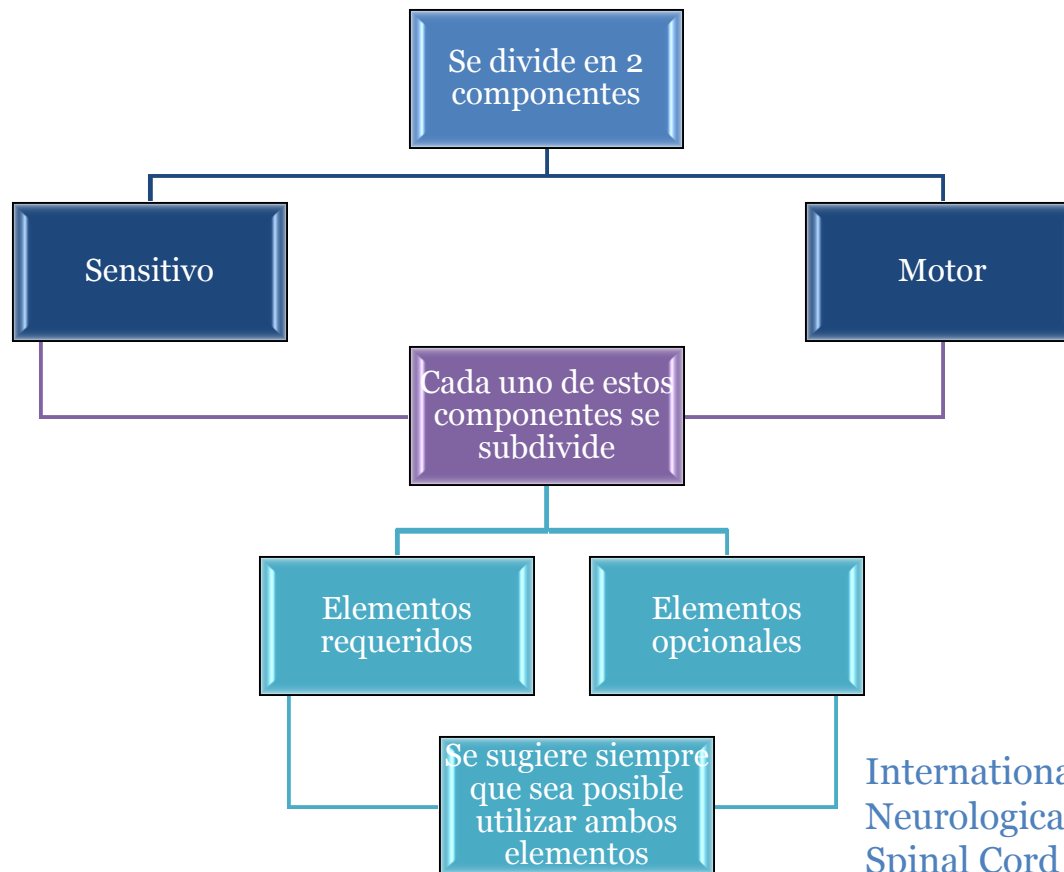 Se divide en 2
componentes
Sensitivo
Motor
Cada uno de estos
componentes se
subdivide
Elementos
requeridos
Elementos
opcionales
Se sugiere siempre
que sea posible
utilizar ambos
elementos
Internationa
Neurologica
Spinal Cord